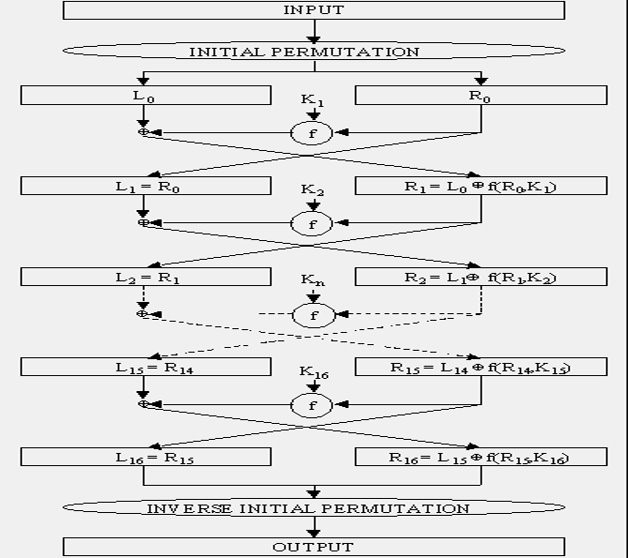 INPUT
INITIAL PERMUTATION
L₀ K₁ R₀
⊕ f
L₁ = R₀ K₂ R₁ = L₀ ⊕ f(R₀,K₁)
⊕ f
L₂ = R₁ Kₙ R₂ = L₁⊕ f(R₁,K₂)
⊕ f
L₁₅ = R₁₄ K₁₆ R₁₅ = L₁₄ ⊕ f(R₁₄,K₁₅)
⊕ f
L₁₆ = R₁₅ R₁₆ = L₁₅ ⊕ f(R₁₅,K₁₆)
INVERSE INITIAL PERMUTATION
OUTPUT